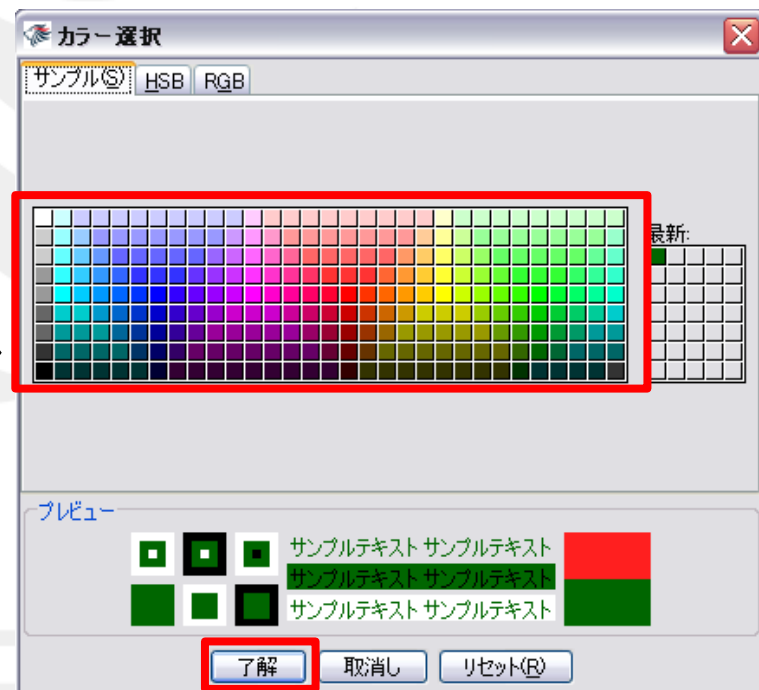 カラー選択
サンプル(S) HSB RGB
最新:
プレビュー
サンプルテキスト サンプルテキスト
サンプルテキスト サンプルテキスト
サンプルテキスト サンプルテキスト
了解 取消し リセット(R)